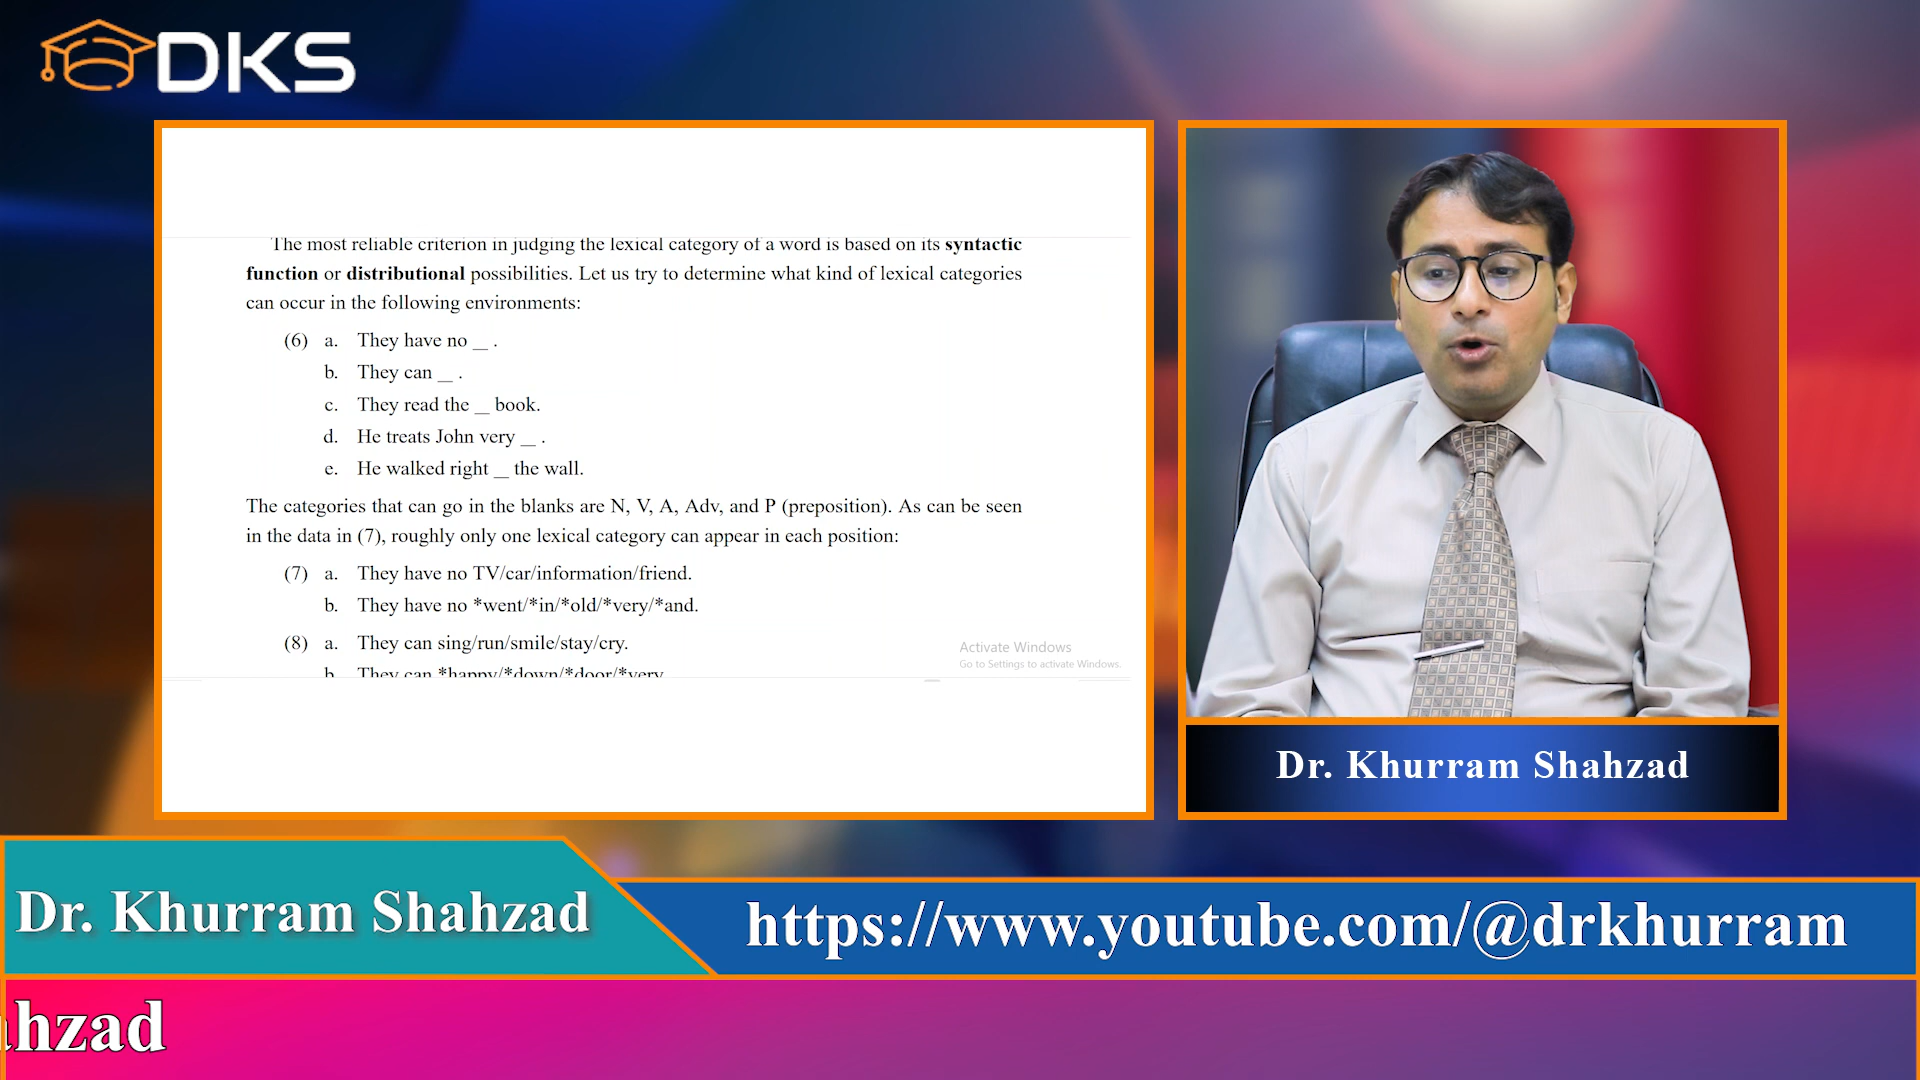 DKS
The most reliable criterion in judging the lexical category of a word is based on its syntactic
function or distributional possibilities. Let us try to determine what kind of lexical categories
can occur in the following environments:
(6) a. They have no __ .
b. They can __ .
c. They read the __ book.
d. He treats John very __ .
e. He walked right __ the wall.
The categories that can go in the blanks are N, V, A, Adv, and P (preposition). As can be seen
in the data in (7), roughly only one lexical category can appear in each position:
(7) a. They have no TV/car/information/friend.
b. They have no *went/*in/*old/*very/*and.
(8) a. They can sing/run/smile/stay/cry.
b. They can *happy/*down/*door/*very.
Activate Windows
Go to Settings to activate Windows.
Dr. Khurram Shahzad
Dr. Khurram Shahzad
https://www.youtube.com/@drkhurram
ahzad